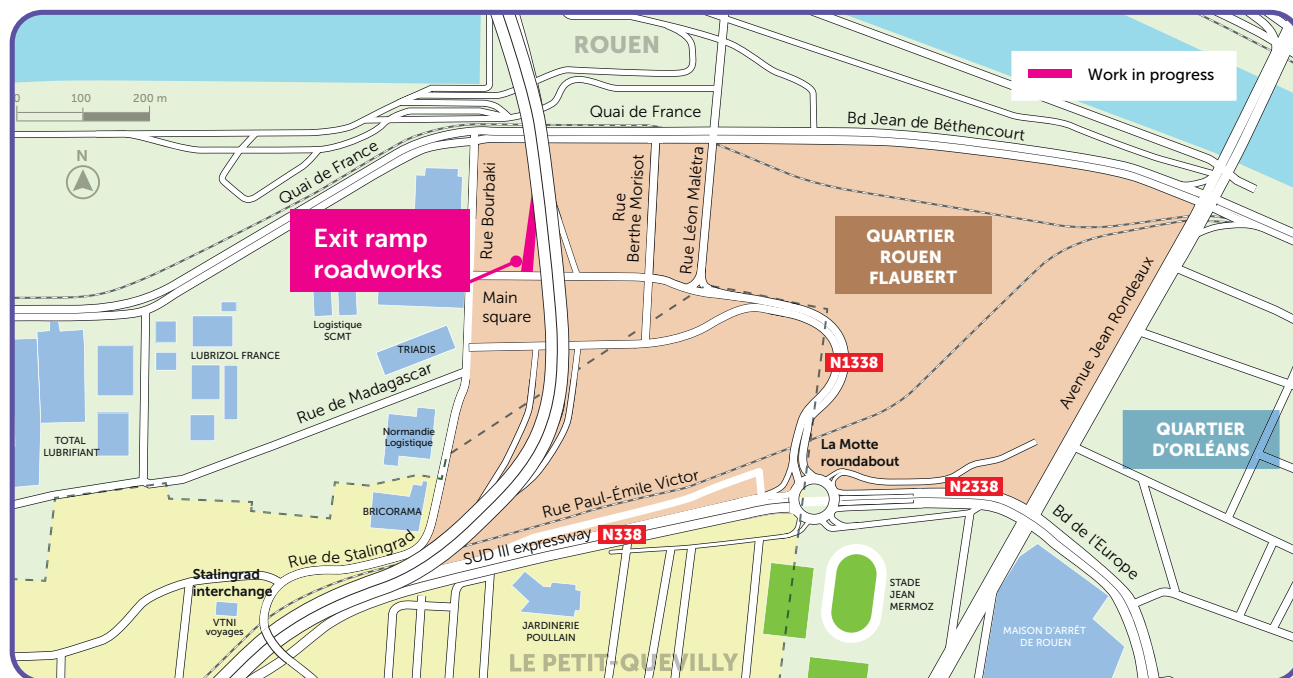 ROUEN
Work in progress
0 100 200 m
Quai de France
Bd Jean de Béthencourt
N
Quai de France
Rue Bourbaki
Rue
Berthe Morisot
Rue Léon Malétra
Exit ramp
roadworks
QUARTIER
ROUEN
FLAUBERT
Main
square
Logistique
SCMT
LUBRIZOL FRANCE
TRIADIS
N1338
Avenue Jean Rondeaux
Rue de Madagascar
TOTAL
LUBRIFIANT
Normandie
Logistique
La Motte
roundabout
QUARTIER
D'ORLÉANS
N2338
Rue Paul-Émile Victor
BRICORAMA
N338
SUD III expressway
Bd de l'Europe
Rue de Stalingrad
Stalingrad
interchange
VTNI
voyages
JARDINERIE
POULLAIN
STADE
JEAN
MERMOZ
MAISON D'ARRÊT
DE ROUEN
LE PETIT-QUEVILLY